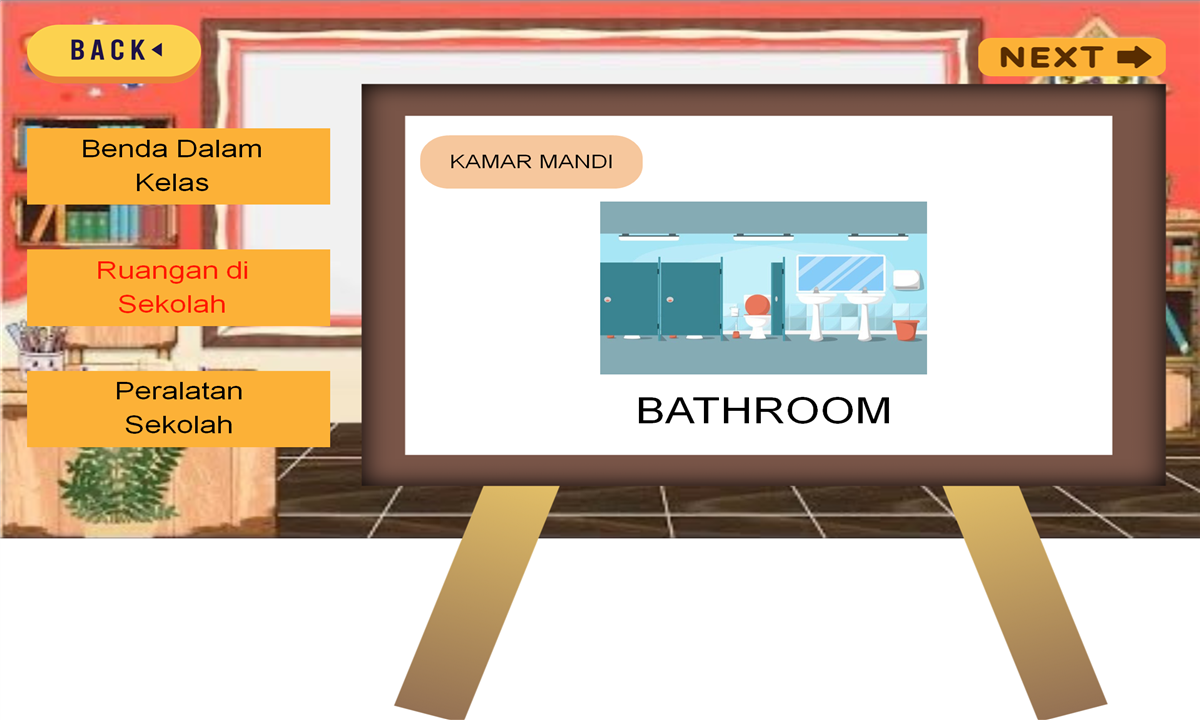 BACK
NEXT
Benda Dalam
Kelas
Ruangan di
Sekolah
Peralatan
Sekolah
KAMAR MANDI
BATHROOM